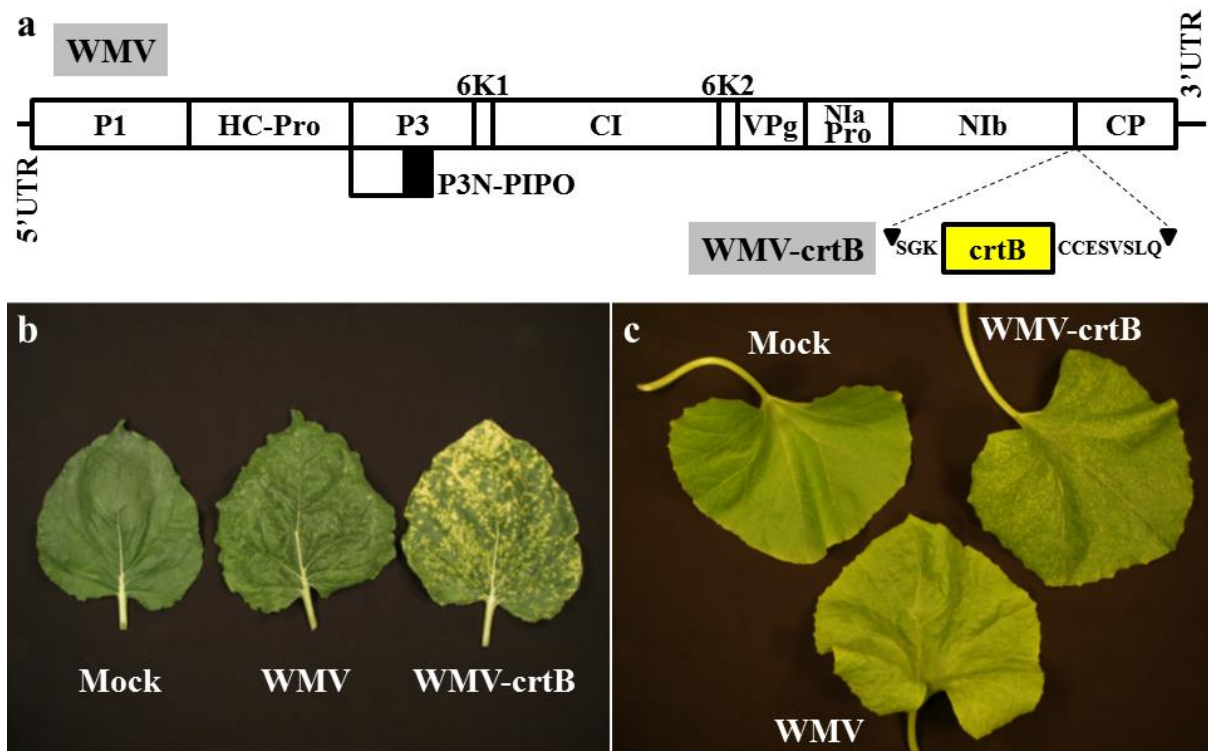 a
WMV
3'UTR
6K1
6K2
P1
HC-Pro
P3
CI
VPg
NIa
Pro
NIb
CP
5'UTR
P3N-PIPO
WMV-crtB
SGK
crtB
CCESVSLQ
b
Mock
WMV
WMV-crtB
c
Mock
WMV-crtB
WMV